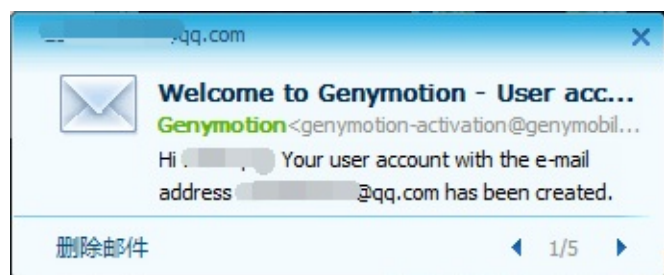 qq.com
Welcome to Genymotion - User acc...
Genymotion<genymotion-activation@genymobil...
Hi Your user account with the e-mail
address @qq.com has been created.
删除邮件 1/5